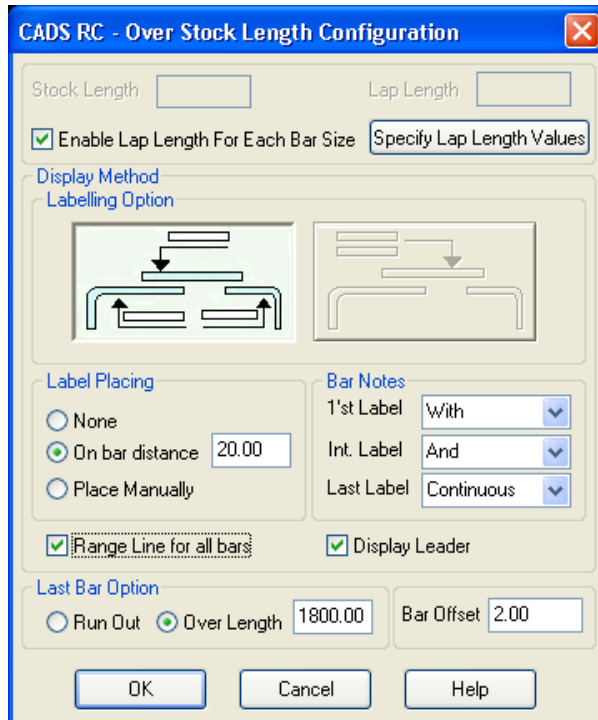 CADS RC - Over Stock Length Configuration
Stock Length Lap Length
Enable Lap Length For Each Bar Size Specify Lap Length Values
Display Method
Labelling Option
Label Placing
None
On bar distance 20.00
Place Manually
Bar Notes
1'st Label With
Int. Label And
Last Label Continuous
Range Line for all bars Display Leader
Last Bar Option
Run Out Over Length 1800.00 Bar Offset 2.00
OK Cancel Help